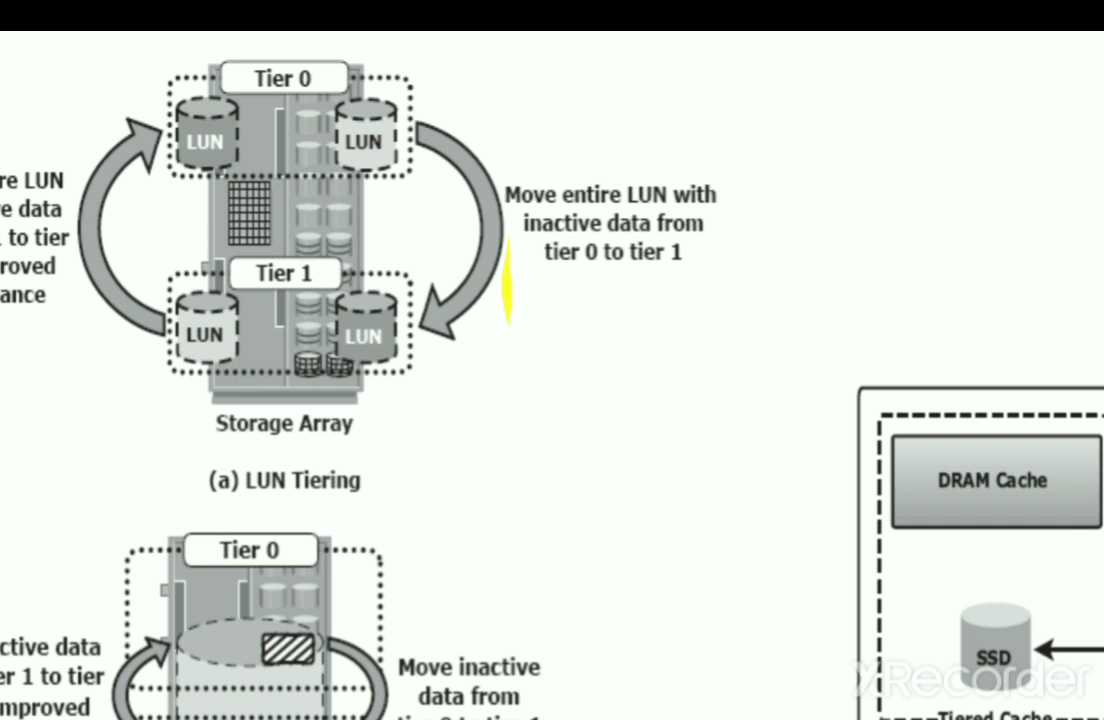 Tier 0
LUN
LUN
re LUN
e data
to tier
roved
ance
Move entire LUN with
inactive data from
tier 0 to tier 1
Tier 1
LUN
LUN
Storage Array
(a) LUN Tiering
DRAM Cache
Tier 0
ctive data
er 1 to tier
mproved
Move inactive
data from
SSD
XRecorder
Tiered Cache